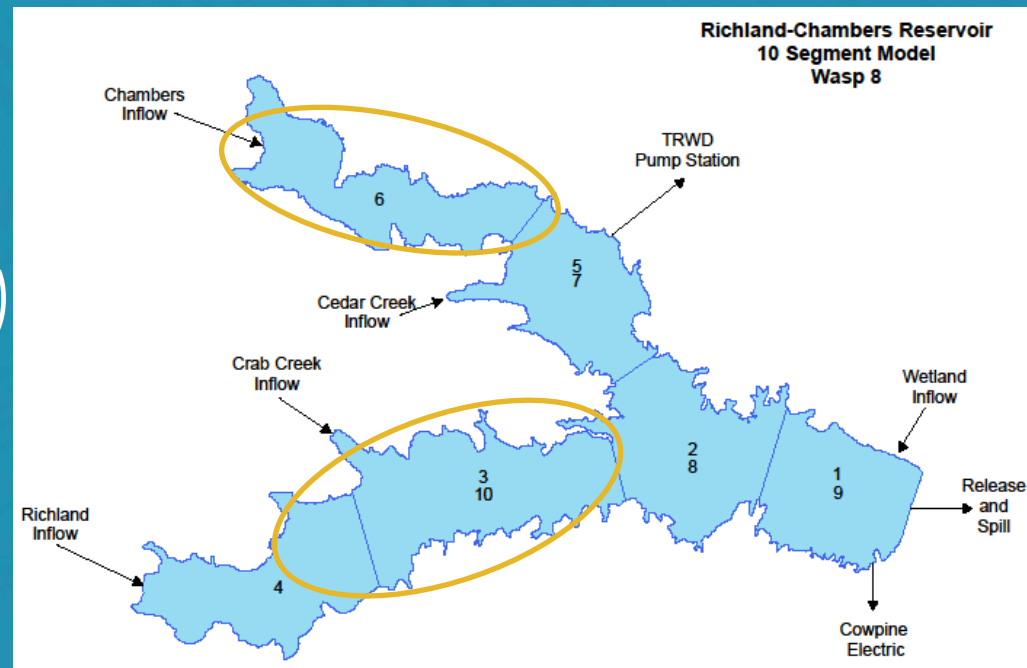 Richland-Chambers Reservoir
10 Segment Model
Wasp 8
Chambers
Inflow
TRWD
Pump Station
6
5
7
Cedar Creek
Inflow
Crab Creek
Inflow
Wetland
Inflow
2
8
1
9
3
10
Release
and
Spill
Richland
Inflow
4
Cowpine
Electric
)